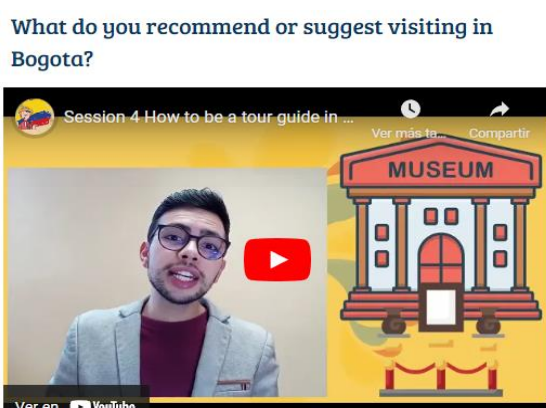 What do you recommend or suggest visiting in
Bogota?
Session 4 How to be a tour guide in ...
Ver más ta... Compartir
MUSEUM
Ver en YouTube